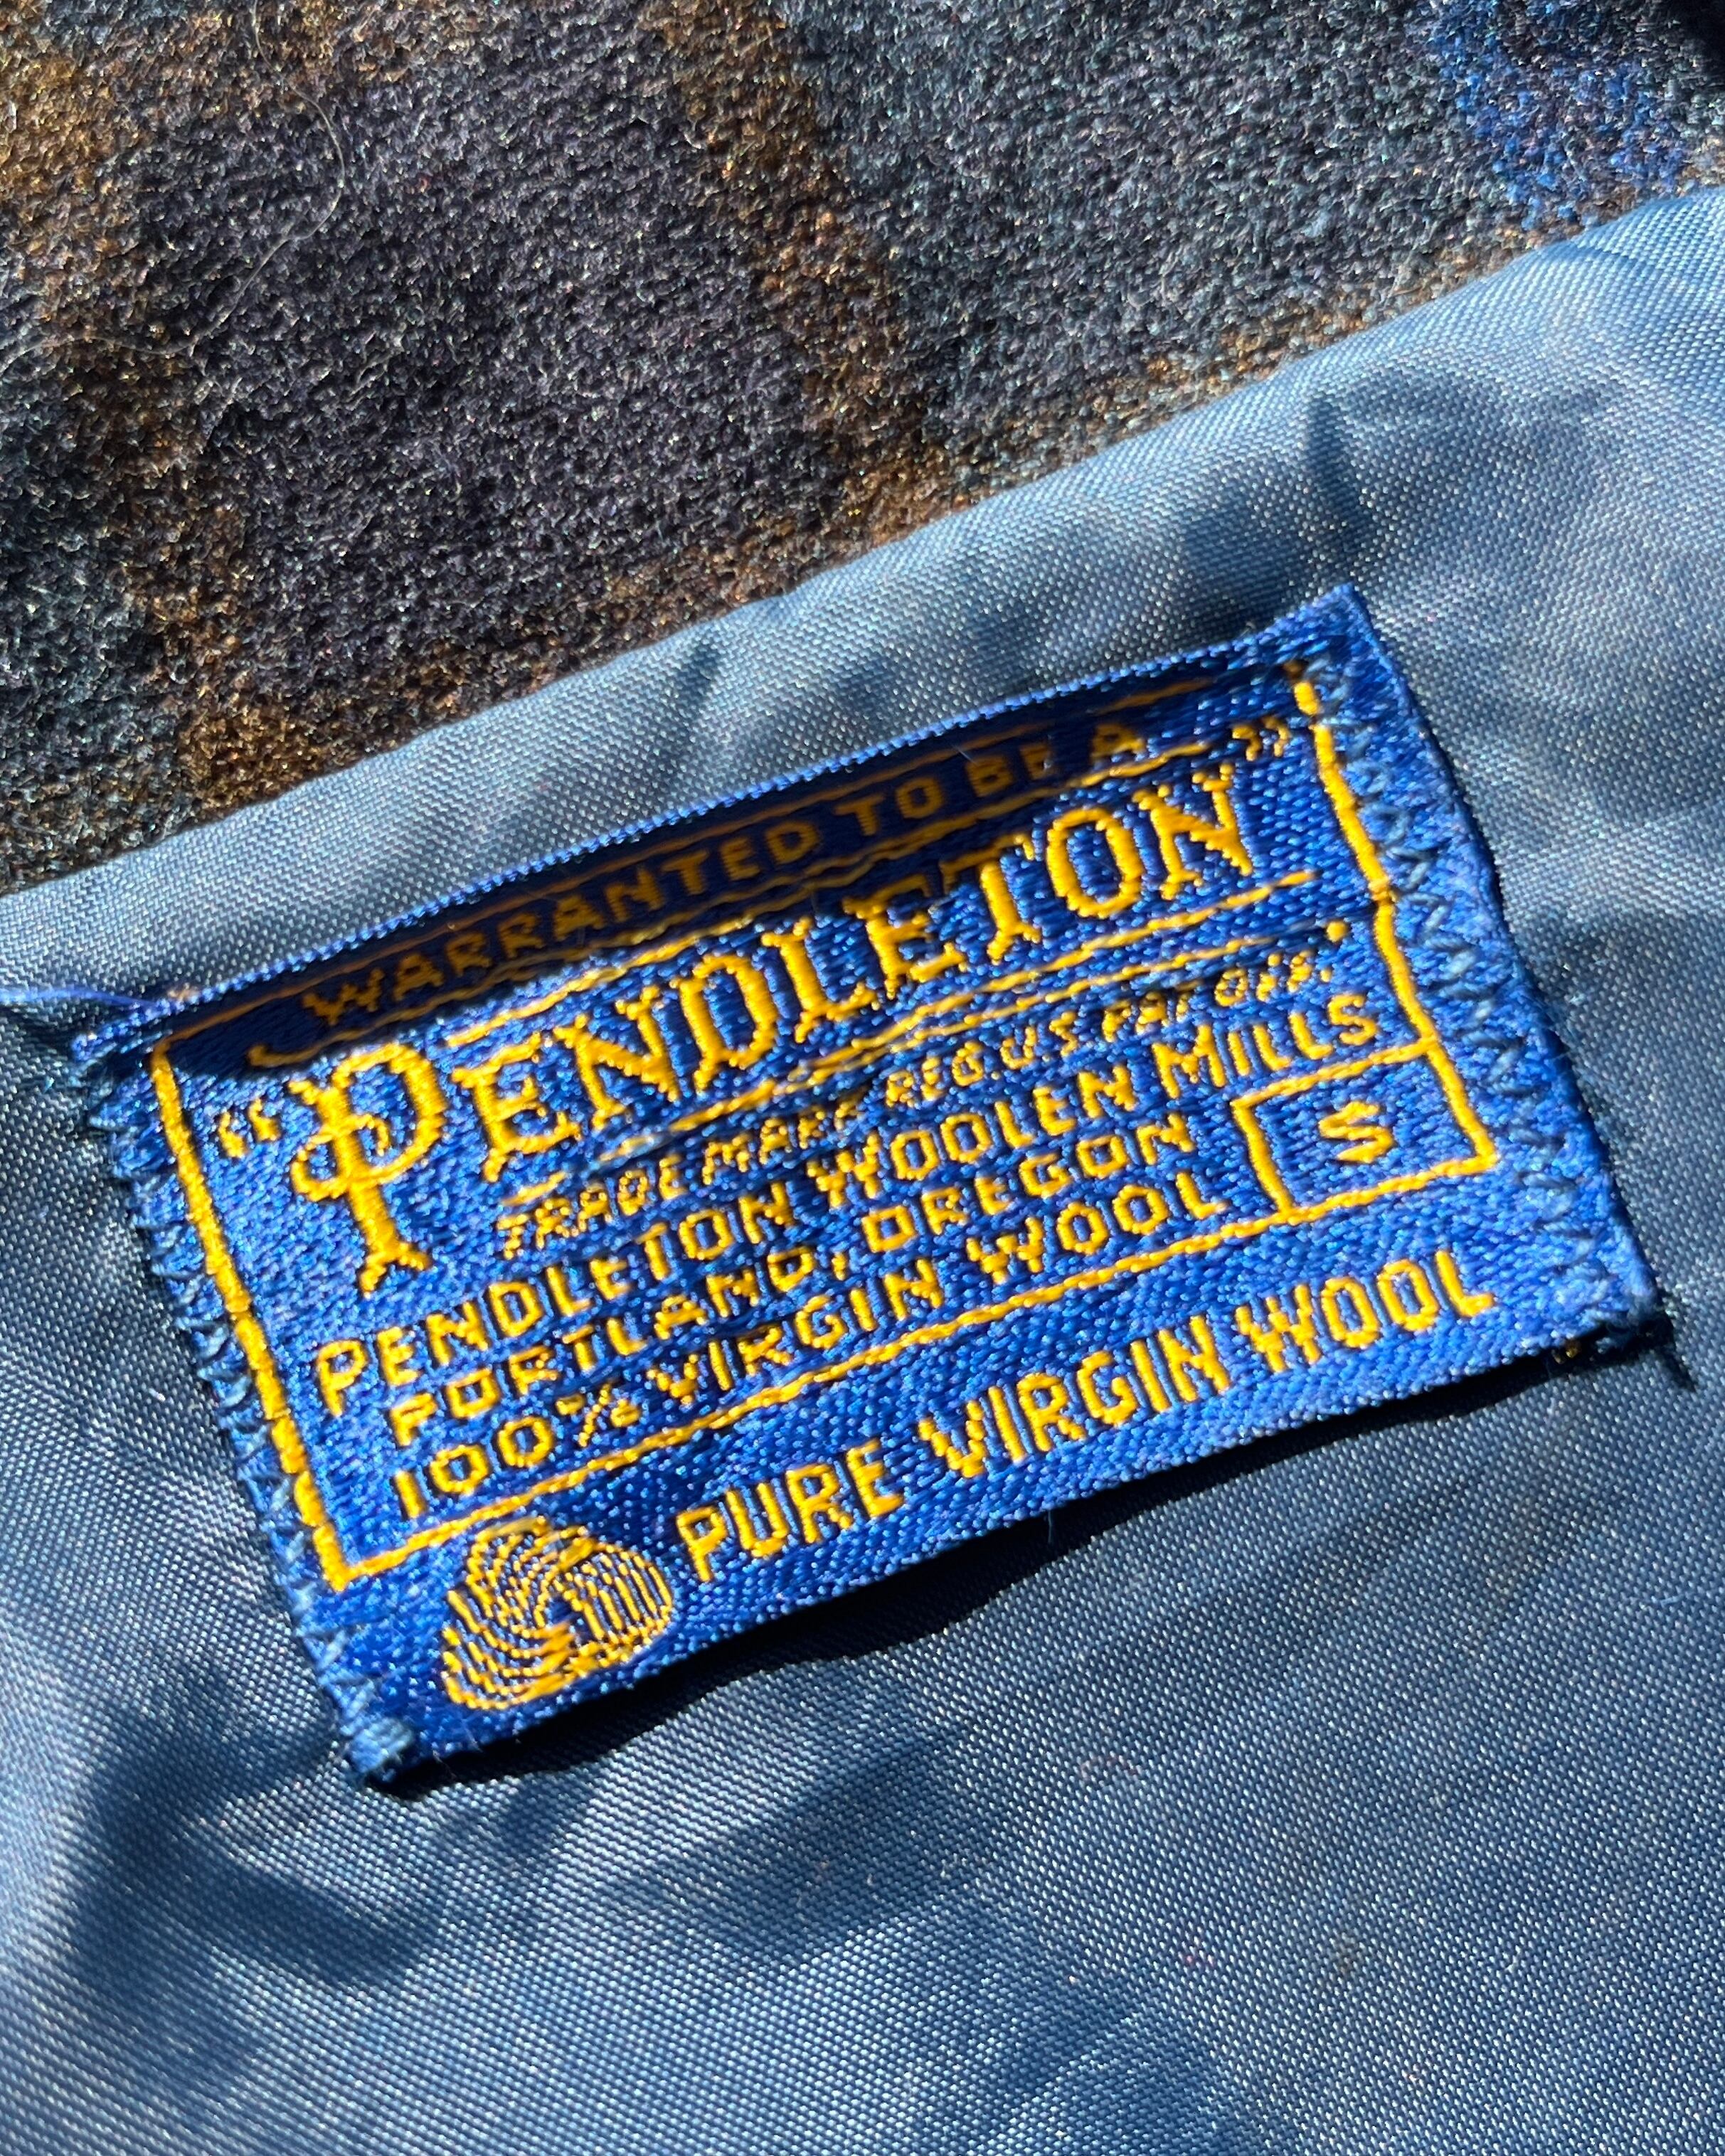 WARRANTED TO BE A
“PENDLETON”
TRADE MARK REG. U.S. PAT. OFF.
PENDLETON WOOLEN MILLS
PORTLAND, OREGON
100% VIRGIN WOOL
S
PURE VIRGIN WOOL